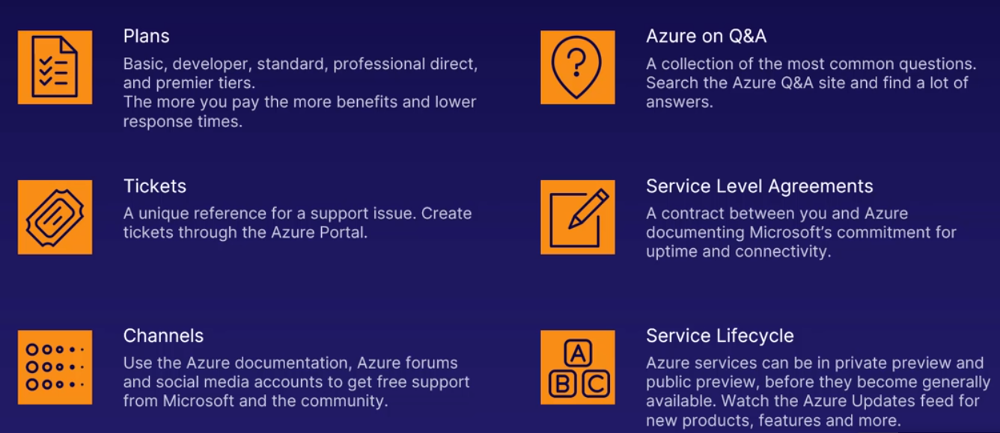 Plans
Basic, developer, standard, professional direct,
and premier tiers.
The more you pay the more benefits and lower
response times.
Azure on Q&A
A collection of the most common questions.
Search the Azure Q&A site and find a lot of
answers.
Tickets
A unique reference for a support issue. Create
tickets through the Azure Portal.
Service Level Agreements
A contract between you and Azure
documenting Microsoft’s commitment for
uptime and connectivity.
Channels
Use the Azure documentation, Azure forums
and social media accounts to get free support
from Microsoft and the community.
A
B C
Service Lifecycle
Azure services can be in private preview and
public preview, before they become generally
available. Watch the Azure Updates feed for
new products, features and more.